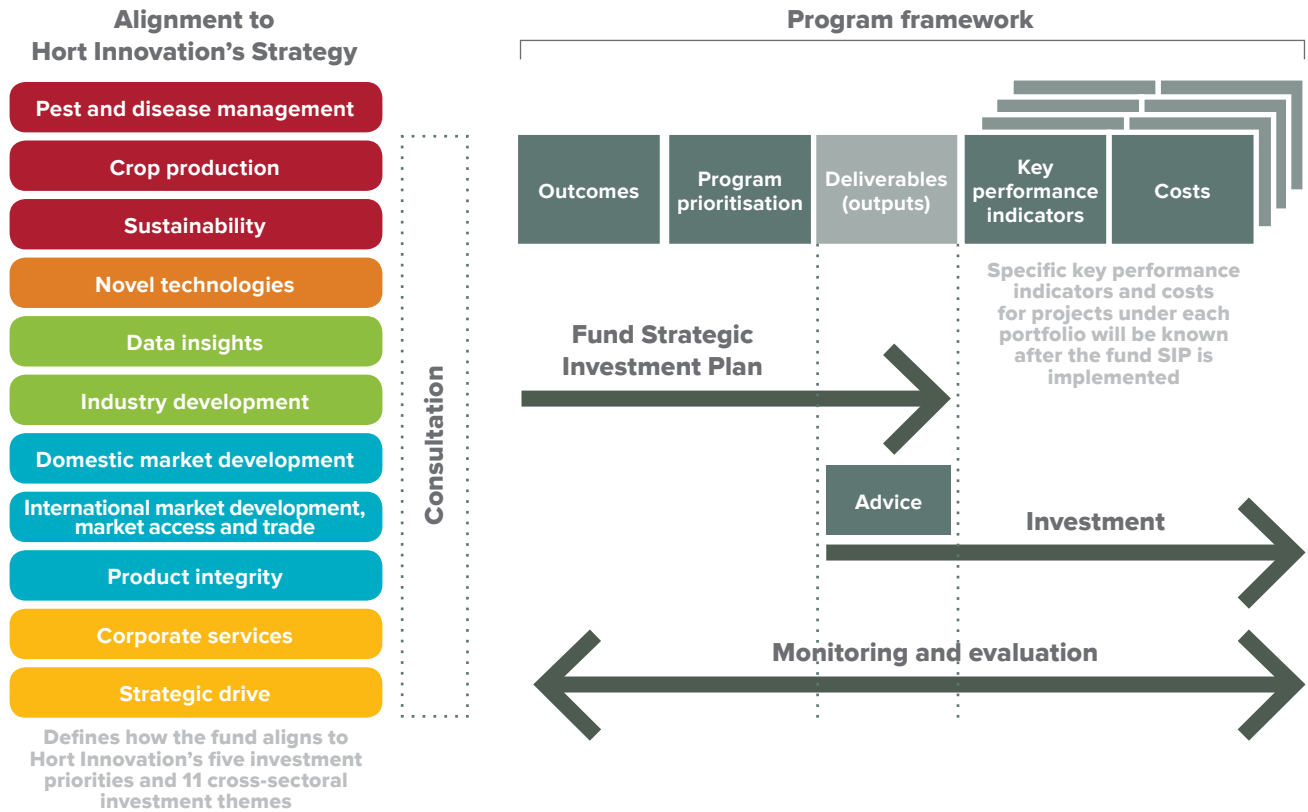 Alignment to
Hort Innovation's Strategy
Pest and disease management
Crop production
Sustainability
Novel technologies
Data insights
Industry development
Domestic market development
International market development,
market access and trade
Product integrity
Corporate services
Strategic drive
Defines how the fund aligns to
Hort Innovation's five investment
priorities and 11 cross-sectoral
investment themes
Consultation
Program framework
Outcomes
Program
prioritisation
Deliverables
(outputs)
Key
performance
indicators
Costs
Specific key performance
indicators and costs
for projects under each
portfolio will be known
after the fund SIP is
implemented
Fund Strategic
Investment Plan
Advice
Investment
Monitoring and evaluation